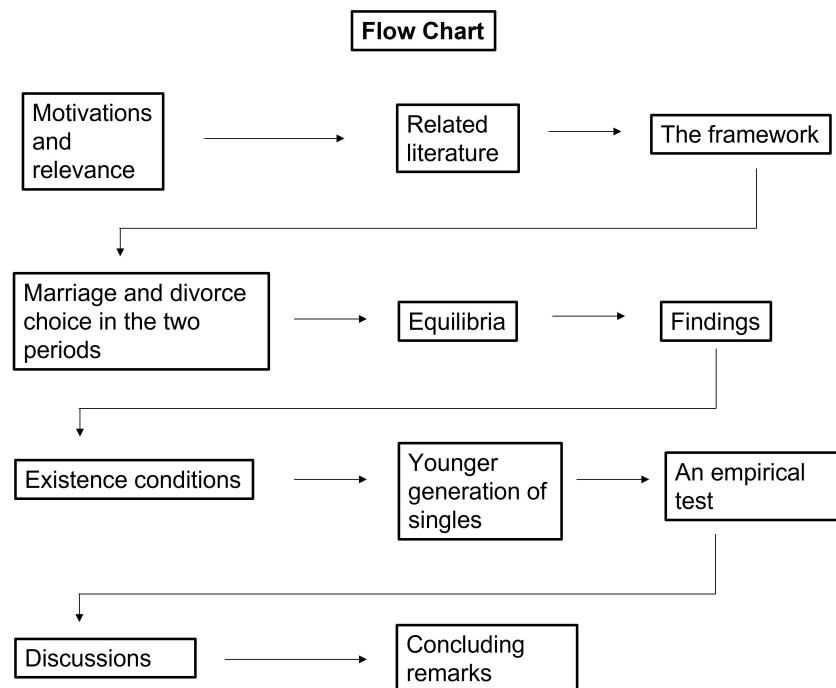 Flow Chart
Motivations
and
relevance
Related
literature
The framework
Marriage and divorce
choice in the two
periods
Equilibria
Findings
Existence conditions
Younger
generation of
singles
An empirical
test
Discussions
Concluding
remarks